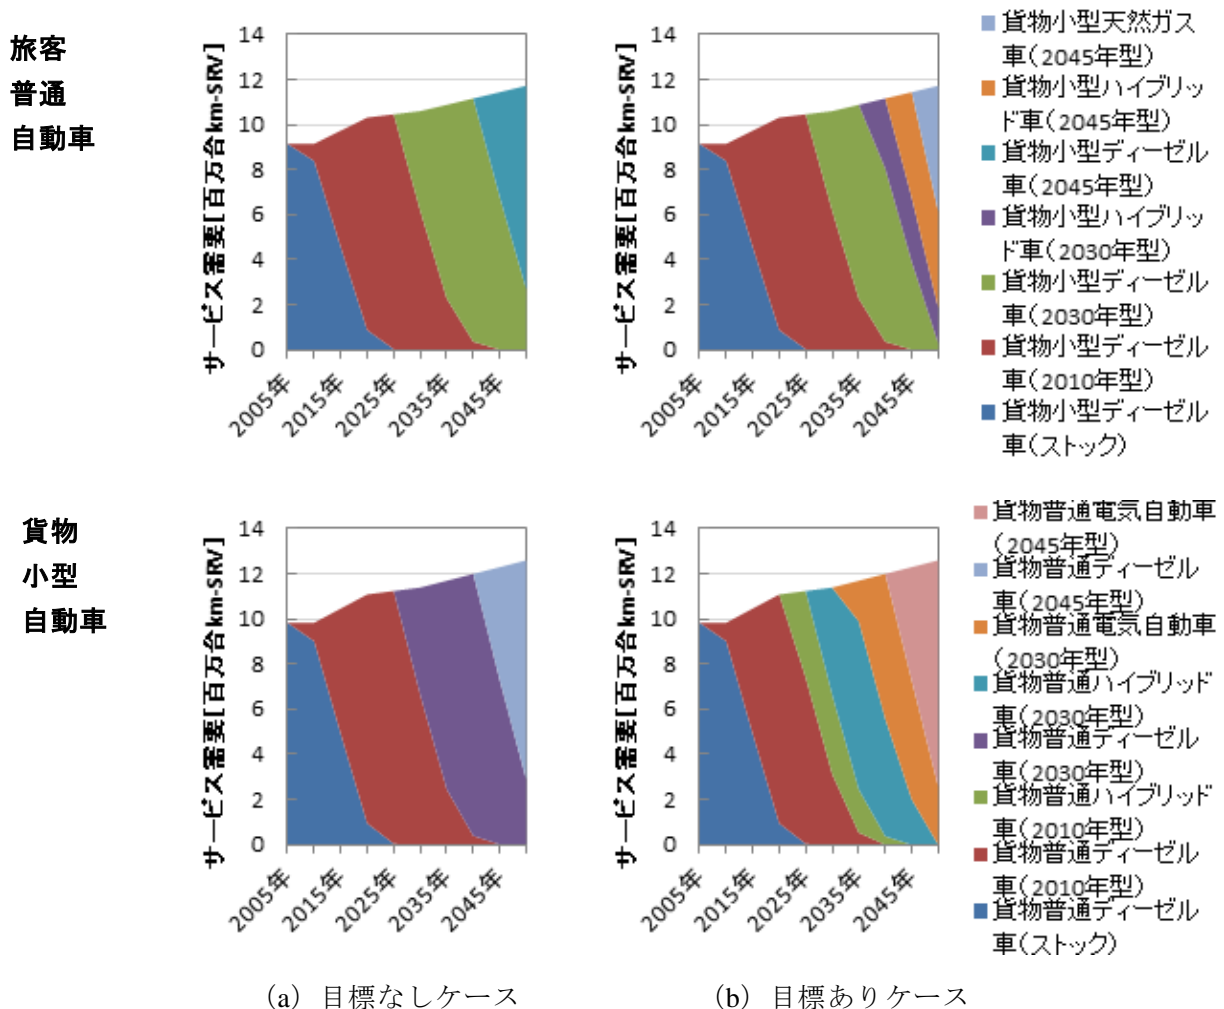 旅客
普通
自動車
サービス需要[百万台km-SRV]
14
12
10
8
6
4
2
0
2005年
2015年
2025年
2035年
2045年
サービス需要[百万台km-SRV]
14
12
10
8
6
4
2
0
2005年
2015年
2025年
2035年
2045年
貨物小型天然ガス
車(2045年型)
貨物小型ハイブリッ
ド車(2045年型)
貨物小型ディーゼル
車(2045年型)
貨物小型ハイブリッ
ド車(2030年型)
貨物小型ディーゼル
車(2030年型)
貨物小型ディーゼル
車(2010年型)
貨物小型ディーゼル
車(ストック)
貨物
小型
自動車
サービス需要[百万台km-SRV]
14
12
10
8
6
4
2
0
2005年
2015年
2025年
2035年
2045年
サービス需要[百万台km-SRV]
14
12
10
8
6
4
2
0
2005年
2015年
2025年
2035年
2045年
貨物普通電気自動車
(2045年型)
貨物普通ディーゼル
車(2045年型)
貨物普通電気自動車
(2030年型)
貨物普通ハイブリッド
車(2030年型)
貨物普通ディーゼル
車(2030年型)
貨物普通ハイブリッド
車(2010年型)
貨物普通ディーゼル
車(2010年型)
貨物普通ディーゼル
車(ストック)
(a) 目標なしケース
(b) 目標ありケース